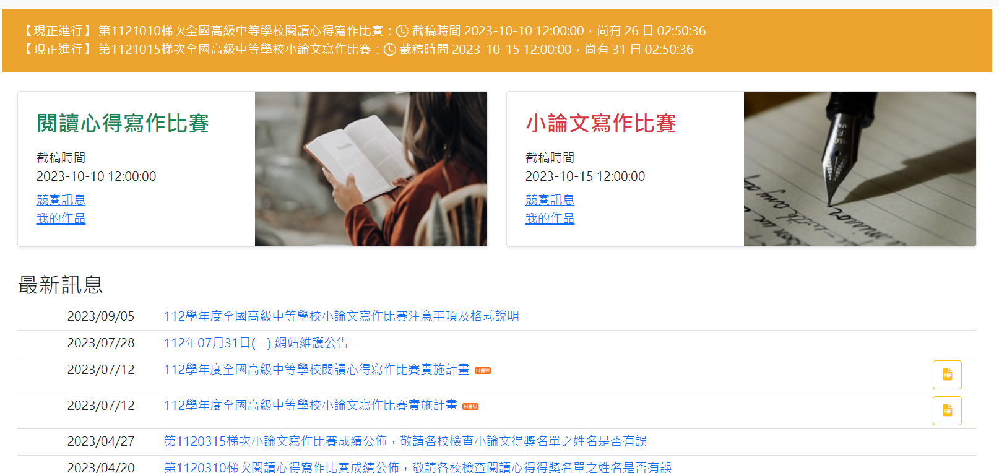 【現正進行】 第1121010梯次全國高級中等學校閱讀心得寫作比賽：截稿時間 2023-10-10 12:00:00，尚有 26 日 02:50:36
【現正進行】 第1121015梯次全國高級中等學校小論文寫作比賽：截稿時間 2023-10-15 12:00:00，尚有 31 日 02:50:36
閱讀心得寫作比賽
截稿時間
2023-10-10 12:00:00
競賽訊息
我的作品
小論文寫作比賽
截稿時間
2023-10-15 12:00:00
競賽訊息
我的作品
最新訊息
2023/09/05 112學年度全國高級中等學校小論文寫作比賽注意事項及格式說明
2023/07/28 112年07月31日(一) 網站維護公告
2023/07/12 112學年度全國高級中等學校閱讀心得寫作比賽實施計畫 NEW PDF
2023/07/12 112學年度全國高級中等學校小論文寫作比賽實施計畫 NEW PDF
2023/04/27 第1120315梯次小論文寫作比賽成績公佈，敬請各校檢查小論文得獎名單之姓名是否有誤
2023/04/20 第1120310梯次閱讀心得寫作比賽成績公佈，敬請各校檢查閱讀心得得獎名單之姓名是否有誤